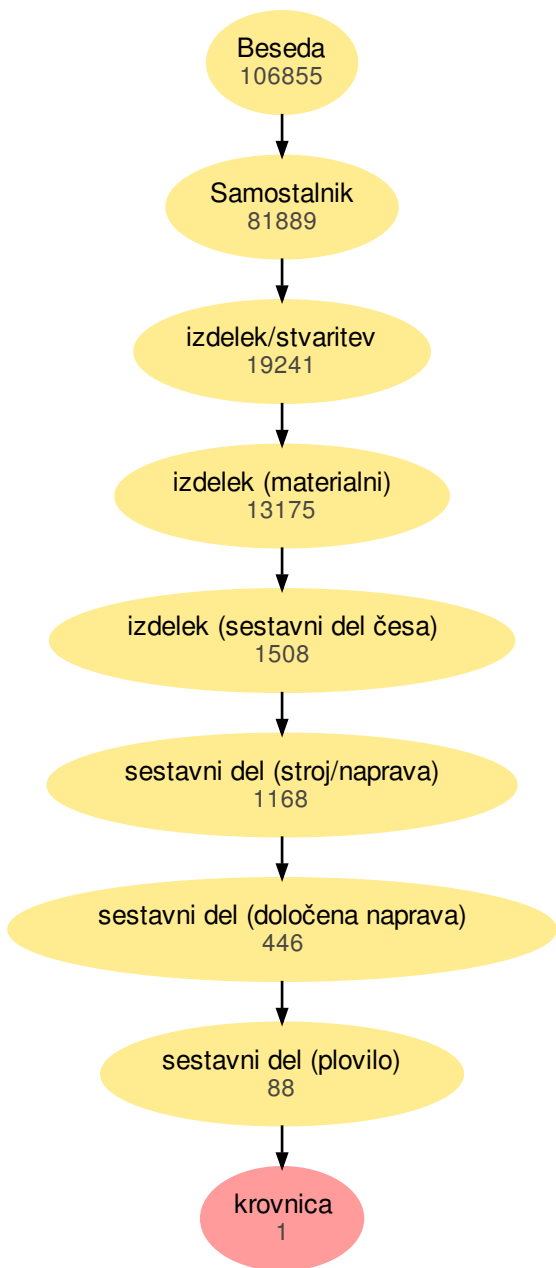 Beseda
106855
Samostalnik
81889
izdelek/stvaritev
19241
izdelek (materialni)
13175
izdelek (sestavni del česa)
1508
sestavni del (stroj/naprava)
1168
sestavni del (določena naprava)
446
sestavni del (plovilo)
88
krovnica
1